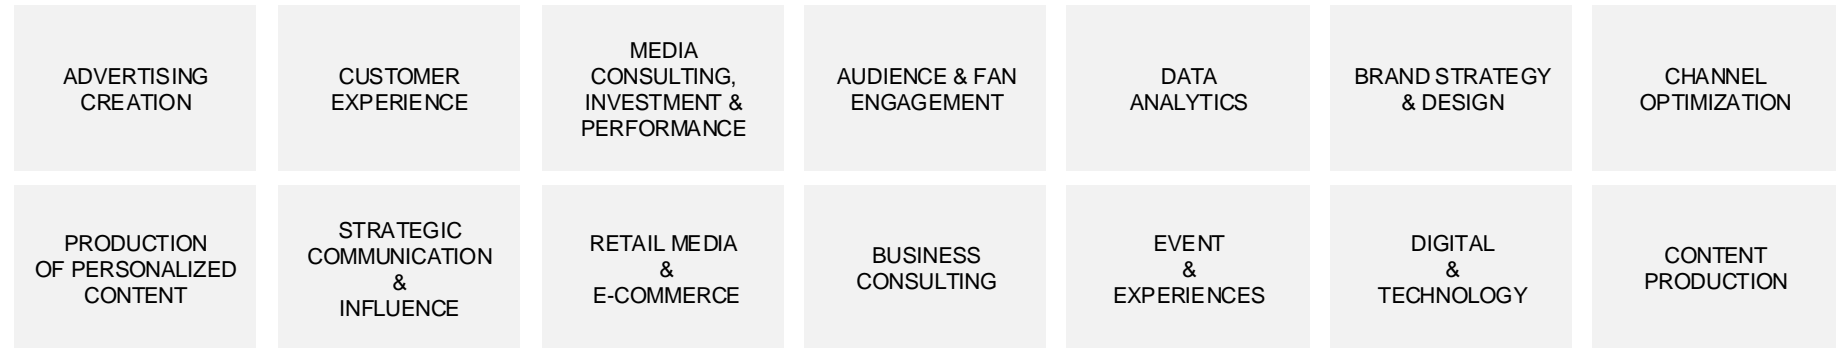 ADVERTISING
CREATION
CUSTOMER
EXPERIENCE
MEDIA
CONSULTING,
INVESTMENT &
PERFORMANCE
AUDIENCE & FAN
ENGAGEMENT
DATA
ANALYTICS
BRAND STRATEGY
& DESIGN
CHANNEL
OPTIMIZATION
PRODUCTION
OF PERSONALIZED
CONTENT
STRATEGIC
COMMUNICATION
&
INFLUENCE
RETAIL MEDIA
&
E-COMMERCE
BUSINESS
CONSULTING
EVENT
&
EXPERIENCES
DIGITAL
&
TECHNOLOGY
CONTENT
PRODUCTION